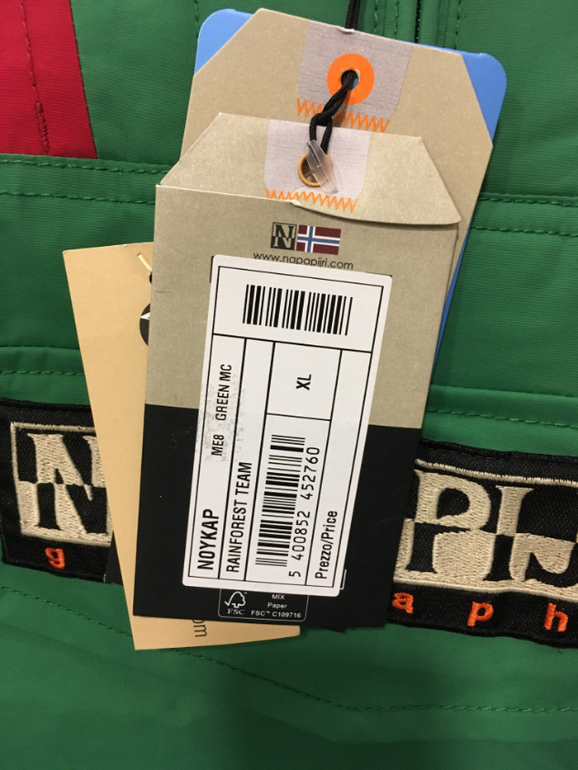 N
N
www.napapijri.com
NOYKAP
ME8 GREEN MC
RAINFOREST TEAM
XL
5 400852 452760
Prezzo/Price
FSC
MIX
Paper
FSC™ C109716
N
PIJ
g
a p h